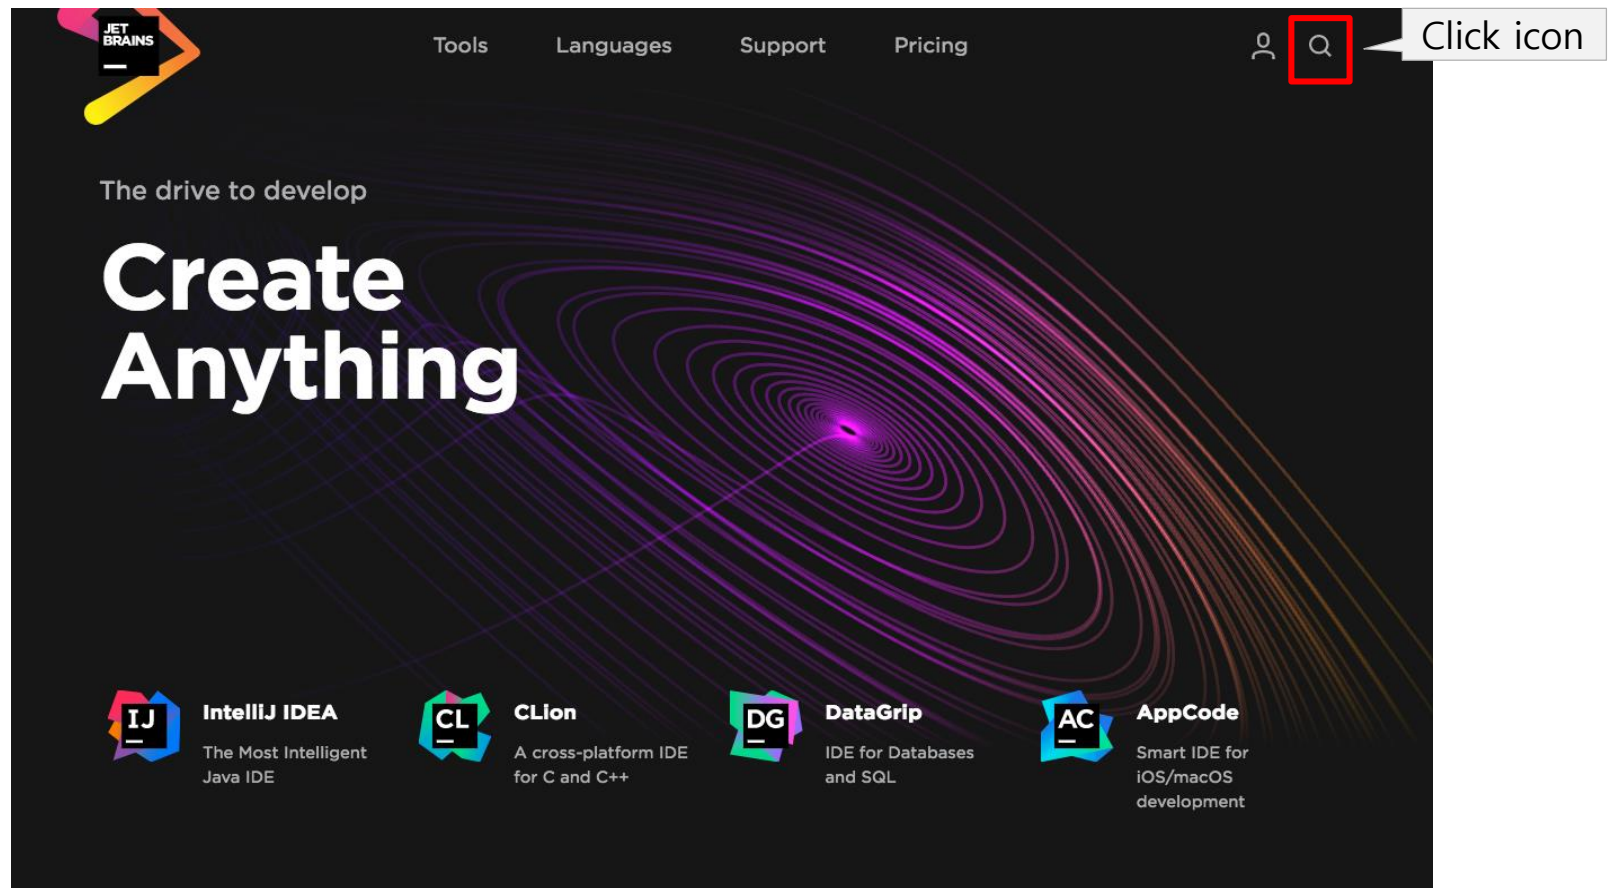 JET
BRAINS
Tools Languages Support Pricing
Click icon
The drive to develop
Create
Anything
IJ
IntelliJ IDEA
The Most Intelligent
Java IDE
CL
CLion
A cross-platform IDE
for C and C++
DG
DataGrip
IDE for Databases
and SQL
AC
AppCode
Smart IDE for
iOS/macOS
development